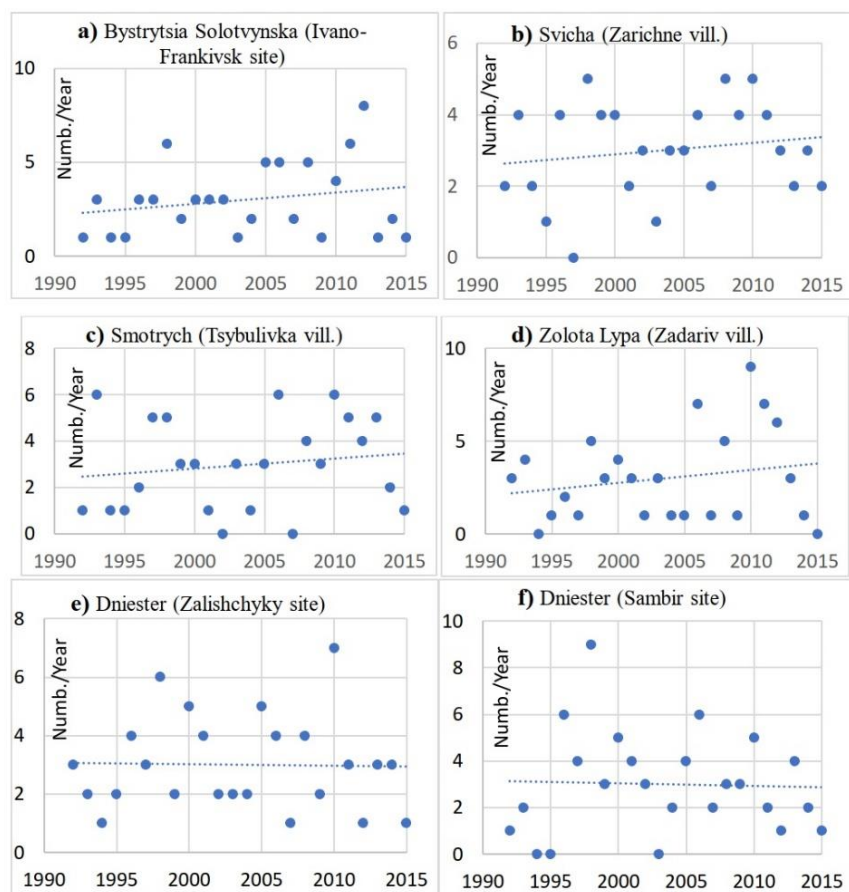 a) Bystrytsia Solotvynska (Ivano-
Frankivsk site)
Numb./Year
10
5
0
1990 1995 2000 2005 2010 2015
b) Svicha (Zarichne vill.)
Numb./Year
6
4
2
0
1990 1995 2000 2005 2010 2015
c) Smotrych (Tsybulivka vill.)
Numb./Year
8
6
4
2
0
1990 1995 2000 2005 2010 2015
d) Zolota Lypa (Zadariv vill.)
Numb./Year
10
5
0
1990 1995 2000 2005 2010 2015
e) Dniester (Zalishchyky site)
Numb./Year
8
6
4
2
0
1990 1995 2000 2005 2010 2015
f) Dniester (Sambir site)
Numb./Year
10
8
6
4
2
0
1990 1995 2000 2005 2010 2015